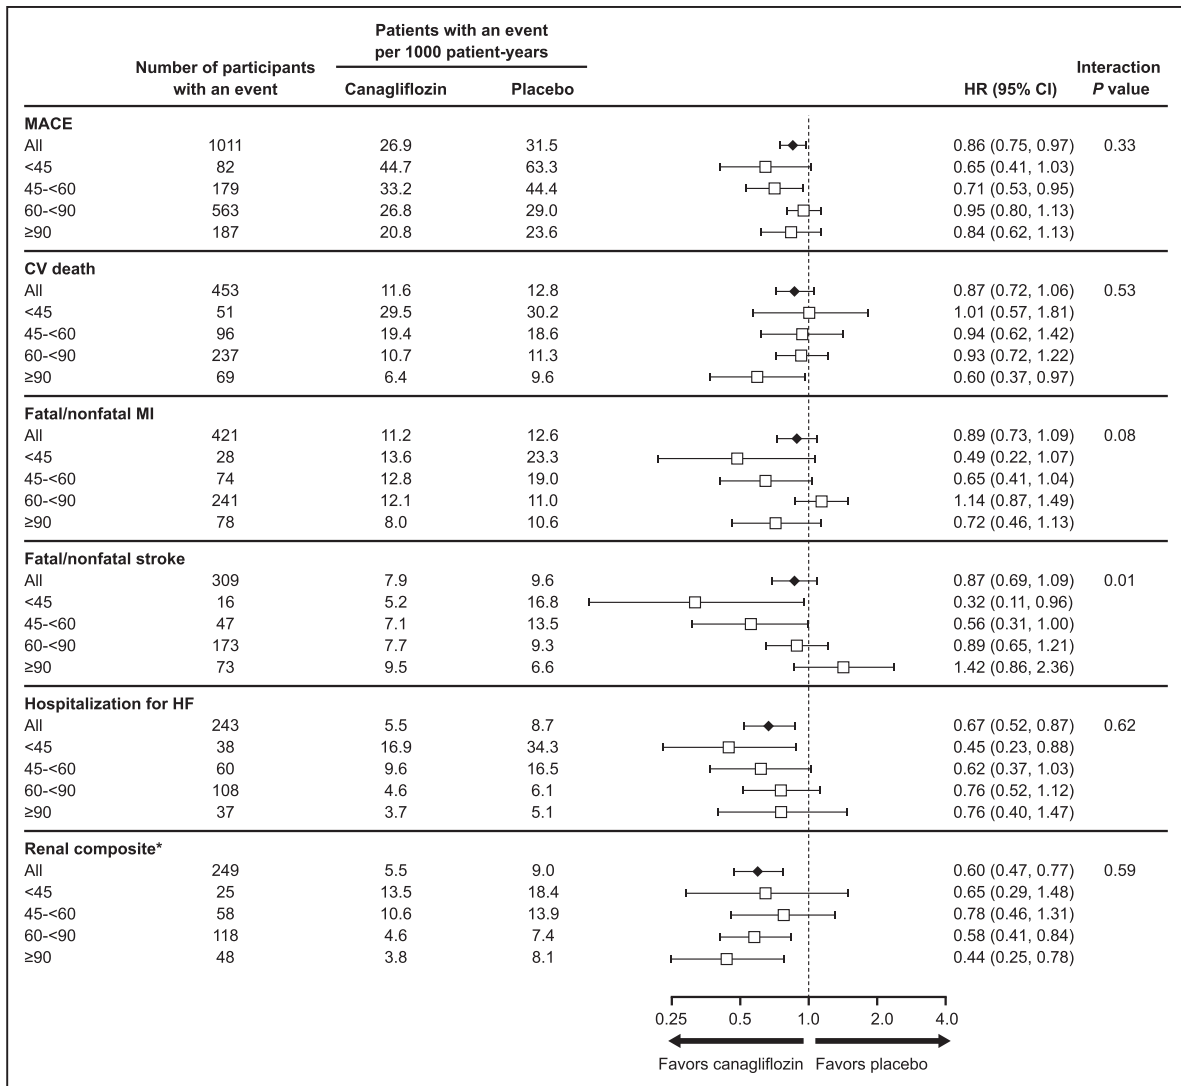 Patients with an event
per 1000 patient-years
Number of participants Interaction
with an event Canagliflozin Placebo HR (95% CI) P value
MACE
All 1011 26.9 31.5 0.86 (0.75, 0.97) 0.33
<45 82 44.7 63.3 0.65 (0.41, 1.03)
45-<60 179 33.2 44.4 0.71 (0.53, 0.95)
60-<90 563 26.8 29.0 0.95 (0.80, 1.13)
≥90 187 20.8 23.6 0.84 (0.62, 1.13)
CV death
All 453 11.6 12.8 0.87 (0.72, 1.06) 0.53
<45 51 29.5 30.2 1.01 (0.57, 1.81)
45-<60 96 19.4 18.6 0.94 (0.62, 1.42)
60-<90 237 10.7 11.3 0.93 (0.72, 1.22)
≥90 69 6.4 9.6 0.60 (0.37, 0.97)
Fatal/nonfatal MI
All 421 11.2 12.6 0.89 (0.73, 1.09) 0.08
<45 28 13.6 23.3 0.49 (0.22, 1.07)
45-<60 74 12.8 19.0 0.65 (0.41, 1.04)
60-<90 241 12.1 11.0 1.14 (0.87, 1.49)
≥90 78 8.0 10.6 0.72 (0.46, 1.13)
Fatal/nonfatal stroke
All 309 7.9 9.6 0.87 (0.69, 1.09) 0.01
<45 16 5.2 16.8 0.32 (0.11, 0.96)
45-<60 47 7.1 13.5 0.56 (0.31, 1.00)
60-<90 173 7.7 9.3 0.89 (0.65, 1.21)
≥90 73 9.5 6.6 1.42 (0.86, 2.36)
Hospitalization for HF
All 243 5.5 8.7 0.67 (0.52, 0.87) 0.62
<45 38 16.9 34.3 0.45 (0.23, 0.88)
45-<60 60 9.6 16.5 0.62 (0.37, 1.03)
60-<90 108 4.6 6.1 0.76 (0.52, 1.12)
≥90 37 3.7 5.1 0.76 (0.40, 1.47)
Renal composite*
All 249 5.5 9.0 0.60 (0.47, 0.77) 0.59
<45 25 13.5 18.4 0.65 (0.29, 1.48)
45-<60 58 10.6 13.9 0.78 (0.46, 1.31)
60-<90 118 4.6 7.4 0.58 (0.41, 0.84)
≥90 48 3.8 8.1 0.44 (0.25, 0.78)
0.25 0.5 1.0 2.0 4.0
Favors canagliflozin Favors placebo